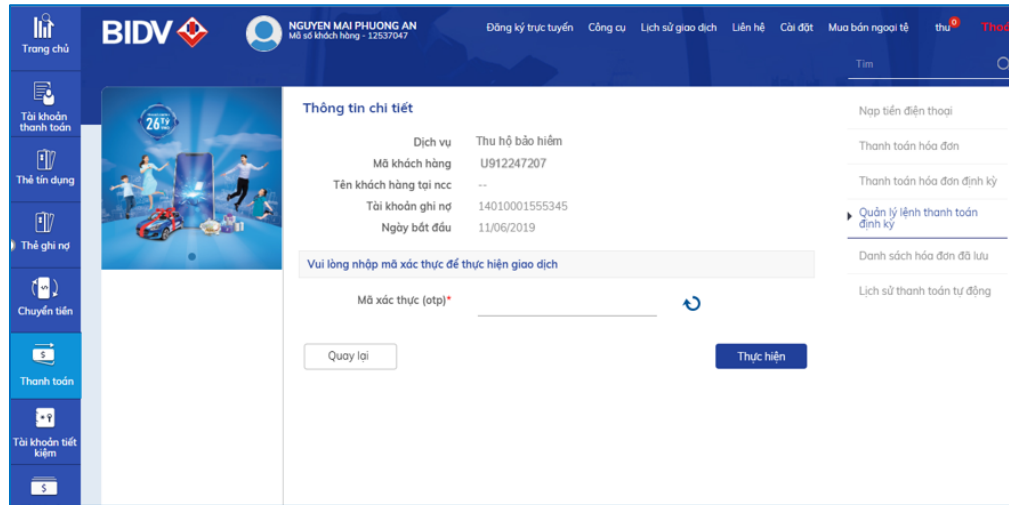 Trang chủ
BIDV
NGUYEN MAI PHUONG AN
Mã số khách hàng - 12537047
Đăng ký trực tuyến
Công cụ
Lịch sử giao dịch
Liên hệ
Cài đặt
Mua bán ngoại tệ
thu 0
Thoá
Tìm
Tài khoản
thanh toán
Thẻ tín dụng
Thẻ ghi nợ
Chuyển tiền
Thanh toán
Tài khoản tiết
kiệm
26 Tỷ
Thông tin chi tiết
Dịch vụ Thu hộ bảo hiểm
Mã khách hàng U912247207
Tên khách hàng tại ncc --
Tài khoản ghi nợ 14010001555345
Ngày bắt đầu 11/06/2019
Vui lòng nhập mã xác thực để thực hiện giao dịch
Mã xác thực (otp)*
Quay lại
Thực hiện
Nạp tiền điện thoại
Thanh toán hóa đơn
Thanh toán hóa đơn định kỳ
Quản lý lệnh thanh toán
định kỳ
Danh sách hóa đơn đã lưu
Lịch sử thanh toán tự động